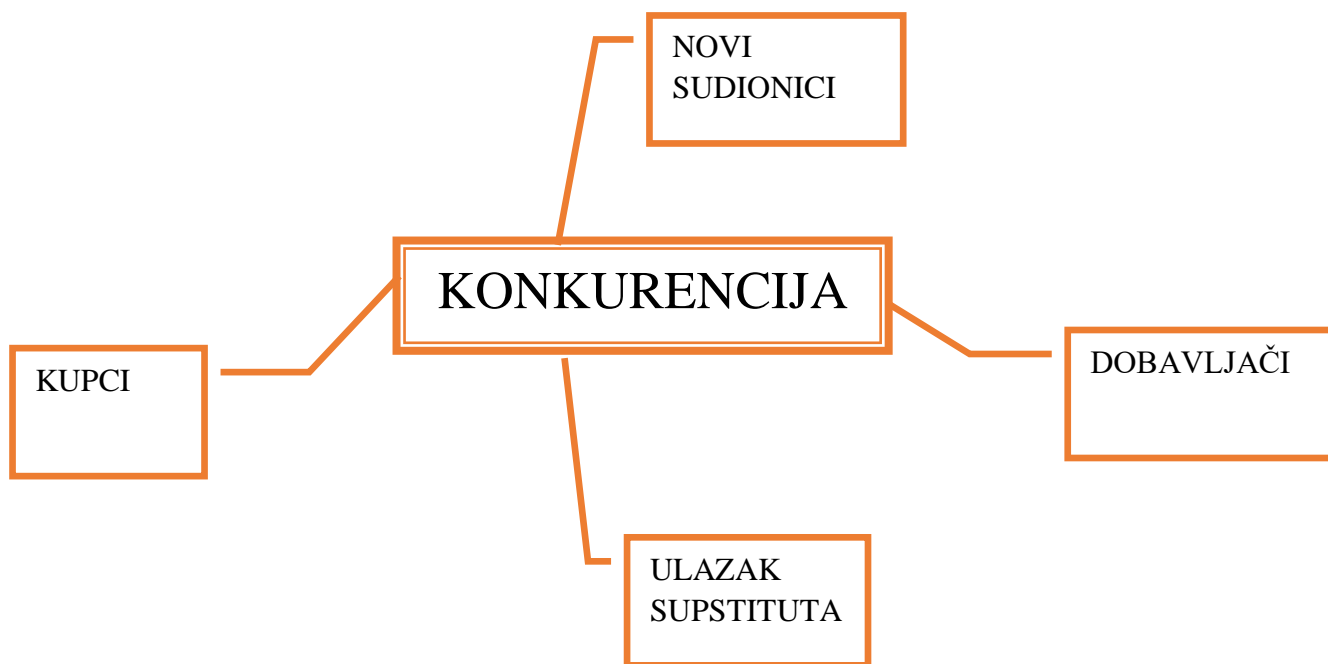 NOVI
SUDIONICI
KONKURENCIJA
KUPCI
DOBAVLJAČI
ULAZAK
SUPSTITUTA